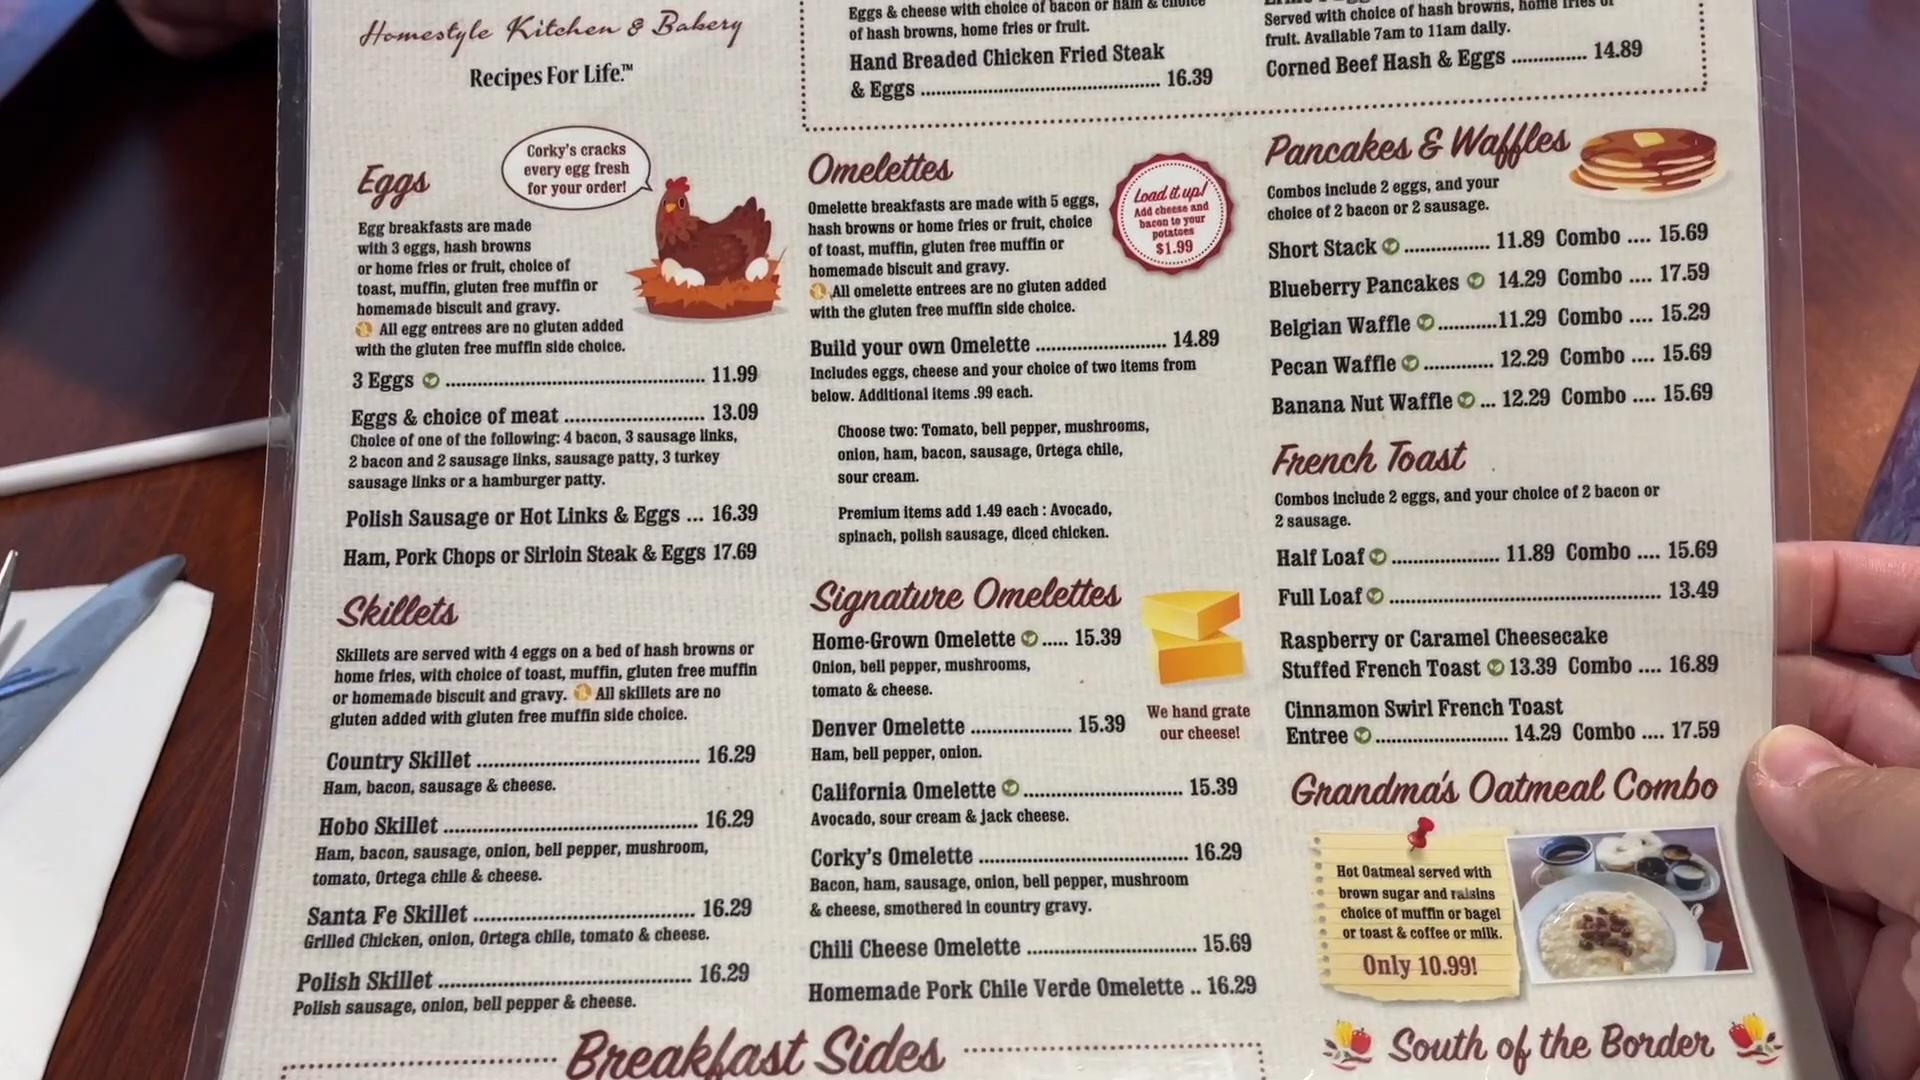 Homestyle Kitchen & Bakery
Recipes For Life.™
Eggs & cheese with choice of bacon or ham & choice
of hash browns, home fries or fruit.
Hand Breaded Chicken Fried Steak
& Eggs ........ 16.39
Served with choice of hash browns, home fries or
fruit. Available 7am to 11am daily.
Corned Beef Hash & Eggs ........ 14.89
Eggs
Corky's cracks
every egg fresh
for your order!
Egg breakfasts are made
with 3 eggs, hash browns
or home fries or fruit, choice of
toast, muffin, gluten free muffin or
homemade biscuit and gravy.
All egg entrees are no gluten added
with the gluten free muffin side choice.
3 Eggs ........ 11.99
Eggs & choice of meat ........ 13.09
Choice of one of the following: 4 bacon, 3 sausage links,
2 bacon and 2 sausage links, sausage patty, 3 turkey
sausage links or a hamburger patty.
Polish Sausage or Hot Links & Eggs ... 16.39
Ham, Pork Chops or Sirloin Steak & Eggs 17.69
Skillets
Skillets are served with 4 eggs on a bed of hash browns or
home fries, with choice of toast, muffin, gluten free muffin
or homemade biscuit and gravy. All skillets are no
gluten added with gluten free muffin side choice.
Country Skillet ........ 16.29
Ham, bacon, sausage & cheese.
Hobo Skillet ........ 16.29
Ham, bacon, sausage, onion, bell pepper, mushroom,
tomato, Ortega chile & cheese.
Santa Fe Skillet ........ 16.29
Grilled Chicken, onion, Ortega chile, tomato & cheese.
Polish Skillet ........ 16.29
Polish sausage, onion, bell pepper & cheese.
Omelettes
Load it up!
Add cheese and
bacon to your
potatoes
$1.99
Omelette breakfasts are made with 5 eggs,
hash browns or home fries or fruit, choice
of toast, muffin, gluten free muffin or
homemade biscuit and gravy.
All omelette entrees are no gluten added
with the gluten free muffin side choice.
Build your own Omelette ........ 14.89
Includes eggs, cheese and your choice of two items from
below. Additional items .99 each.
Choose two: Tomato, bell pepper, mushrooms,
onion, ham, bacon, sausage, Ortega chile,
sour cream.
Premium items add 1.49 each : Avocado,
spinach, polish sausage, diced chicken.
Signature Omelettes
Home-Grown Omelette ..... 15.39
Onion, bell pepper, mushrooms,
tomato & cheese.
Denver Omelette ........ 15.39
Ham, bell pepper, onion.
We hand grate
our cheese!
California Omelette ........ 15.39
Avocado, sour cream & jack cheese.
Corky's Omelette ........ 16.29
Bacon, ham, sausage, onion, bell pepper, mushroom
& cheese, smothered in country gravy.
Chili Cheese Omelette ........ 15.69
Homemade Pork Chile Verde Omelette .. 16.29
Pancakes & Waffles
Combos include 2 eggs, and your
choice of 2 bacon or 2 sausage.
Short Stack ........ 11.89 Combo .... 15.69
Blueberry Pancakes 14.29 Combo .... 17.59
Belgian Waffle ........ 11.29 Combo .... 15.29
Pecan Waffle ........ 12.29 Combo .... 15.69
Banana Nut Waffle ... 12.29 Combo .... 15.69
French Toast
Combos include 2 eggs, and your choice of 2 bacon or
2 sausage.
Half Loaf ........ 11.89 Combo .... 15.69
Full Loaf ........ 13.49
Raspberry or Caramel Cheesecake
Stuffed French Toast 13.39 Combo .... 16.89
Cinnamon Swirl French Toast
Entree ........ 14.29 Combo .... 17.59
Grandma's Oatmeal Combo
Hot Oatmeal served with
brown sugar and raisins
choice of muffin or bagel
or toast & coffee or milk.
Only 10.99!
Breakfast Sides
South of the Border